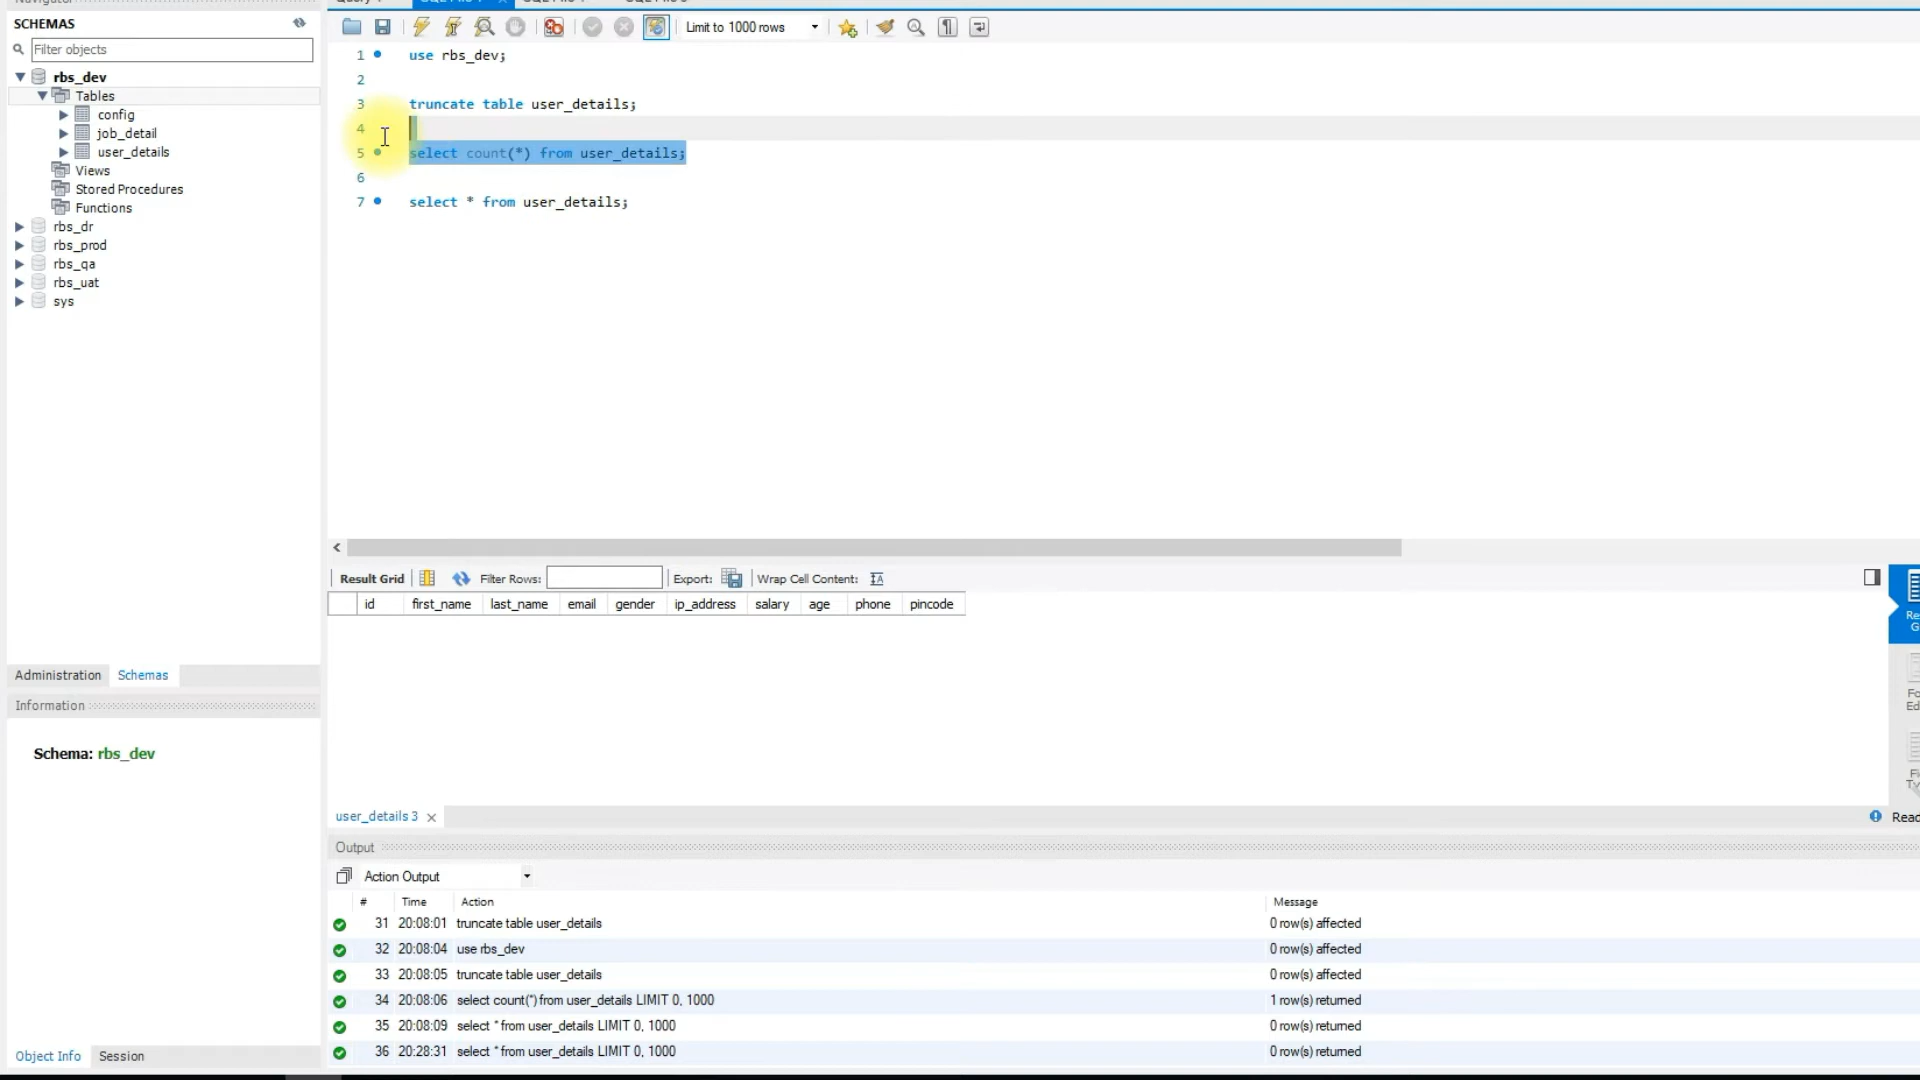 SCHEMAS
Filter objects
rbs_dev
Tables
config
job_detail
user_details
Views
Stored Procedures
Functions
rbs_dr
rbs_prod
rbs_qa
rbs_uat
sys
Administration Schemas
Information
Schema: rbs_dev
Object Info Session
Limit to 1000 rows
1 use rbs_dev;
2
3 truncate table user_details;
4
5 select count(*) from user_details;
6
7 select * from user_details;
Result Grid Filter Rows: Export: Wrap Cell Content:
id first_name last_name email gender ip_address salary age phone pincode
user_details 3
Output
Action Output
# Time Action Message
31 20:08:01 truncate table user_details 0 row(s) affected
32 20:08:04 use rbs_dev 0 row(s) affected
33 20:08:05 truncate table user_details 0 row(s) affected
34 20:08:06 select count(*) from user_details LIMIT 0, 1000 1 row(s) returned
35 20:08:09 select * from user_details LIMIT 0, 1000 0 row(s) returned
36 20:28:31 select * from user_details LIMIT 0, 1000 0 row(s) returned